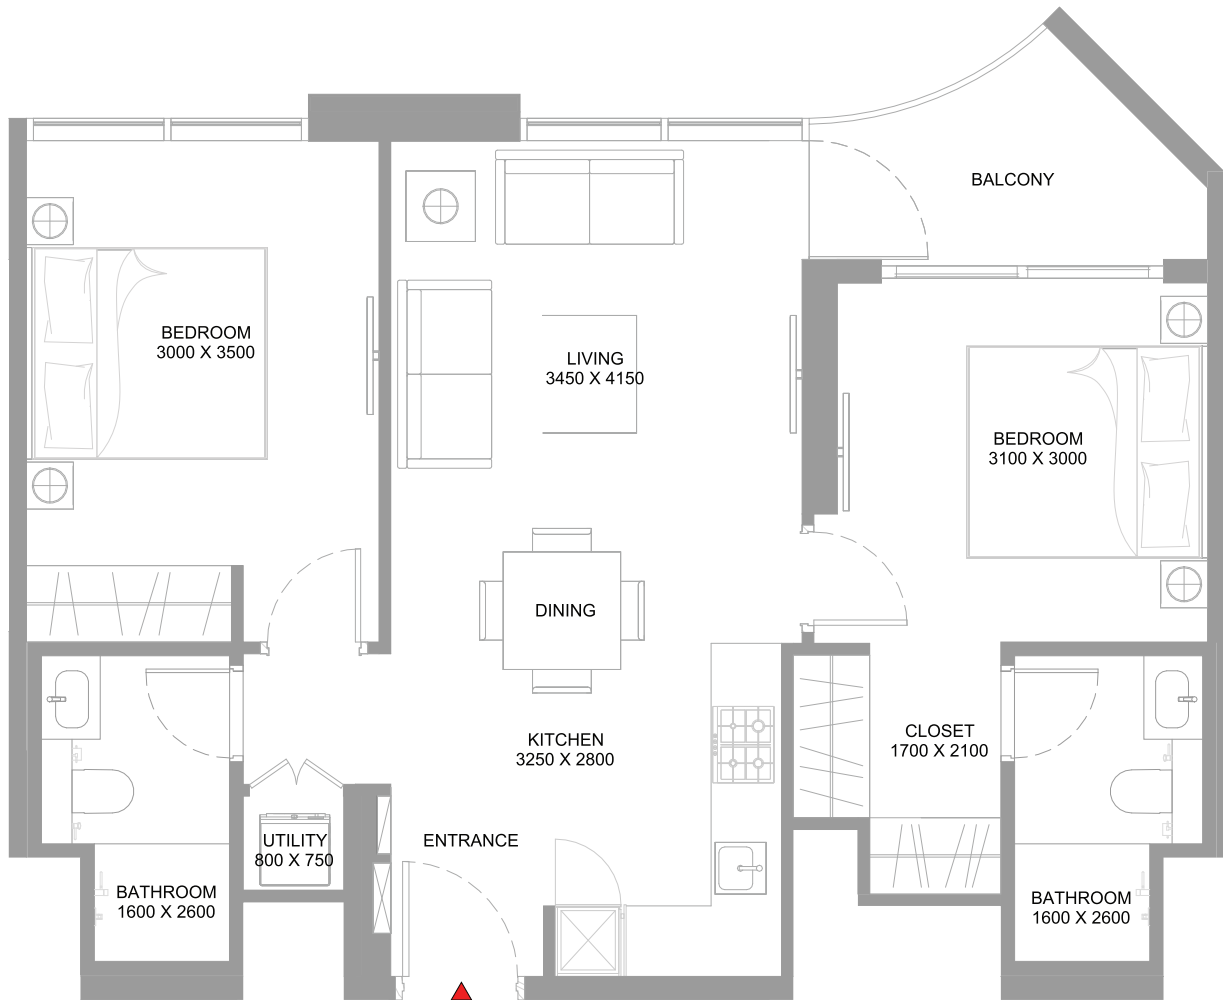 BALCONY
BEDROOM
3000 X 3500
LIVING
3450 X 4150
BEDROOM
3100 X 3000
DINING
KITCHEN
3250 X 2800
CLOSET
1700 X 2100
ENTRANCE
UTILITY
800 X 750
BATHROOM
1600 X 2600
BATHROOM
1600 X 2600